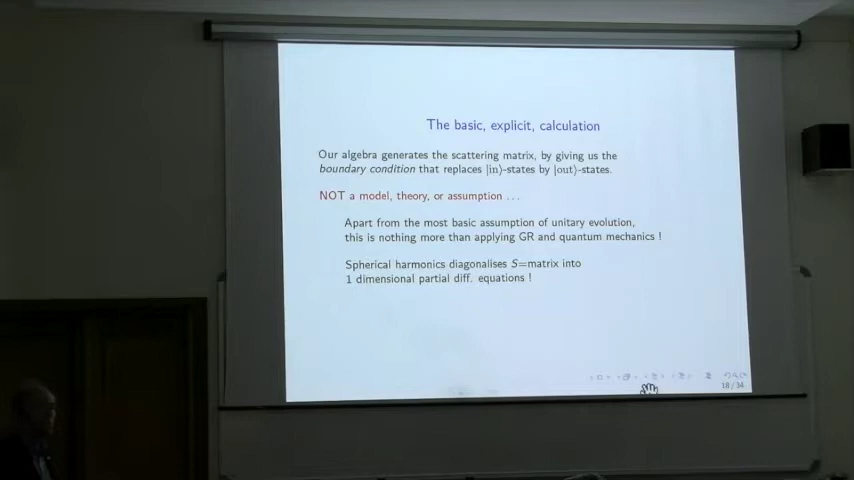 The basic, explicit, calculation
Our algebra generates the scattering matrix, by giving us the
boundary condition that replaces |in⟩-states by |out⟩-states.
NOT a model, theory, or assumption ...
Apart from the most basic assumption of unitary evolution,
this is nothing more than applying GR and quantum mechanics !
Spherical harmonics diagonalises S=matrix into
1 dimensional partial diff. equations !
18 / 34